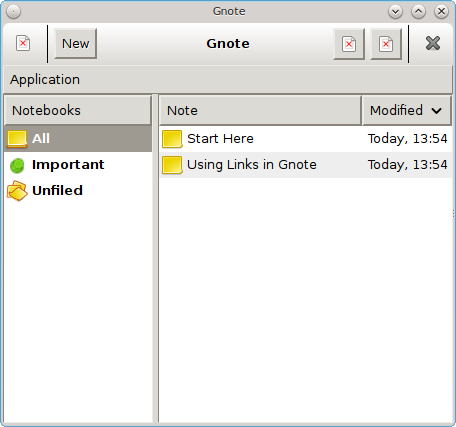 Gnote
New
Gnote
Application
Notebooks
Note Modified
All
Start Here Today, 13:54
Important
Using Links in Gnote Today, 13:54
Unfiled